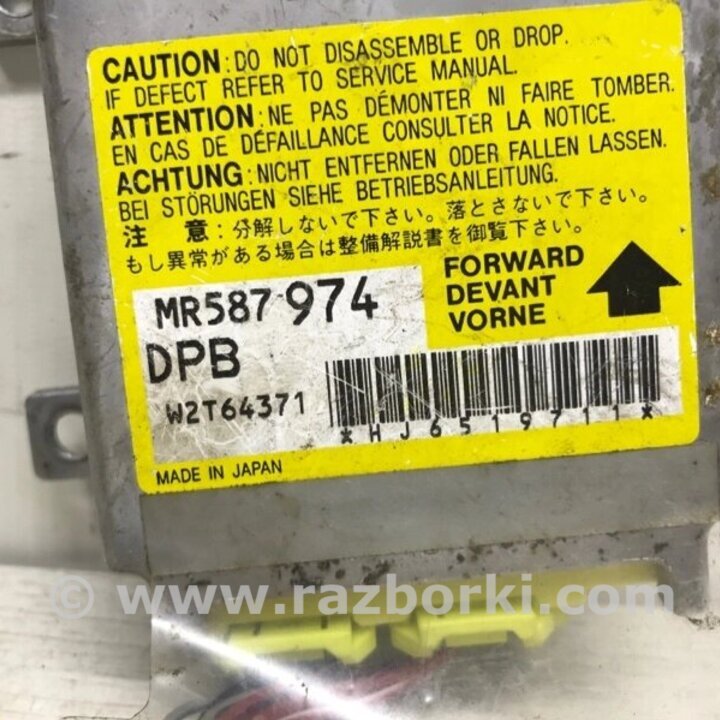 CAUTION : DO NOT DISASSEMBLE OR DROP.
IF DEFECT REFER TO SERVICE MANUAL.
ATTENTION : NE PAS DÉMONTER NI FAIRE TOMBER.
EN CAS DE DÉFAILLANCE CONSULTER LA NOTICE.
ACHTUNG : NICHT ENTFERNEN ODER FALLEN LASSEN.
BEI STÖRUNGEN SIEHE BETRIEBSANLEITUNG.
注 意 : 分解しないで下さい。落とさないで下さい。
もし異常がある場合は整備解説書を御覧下さい。
MR587974
DPB
W2T64371
FORWARD
DEVANT
VORNE
*HJ6519711*
MADE IN JAPAN
© www.razborki.com